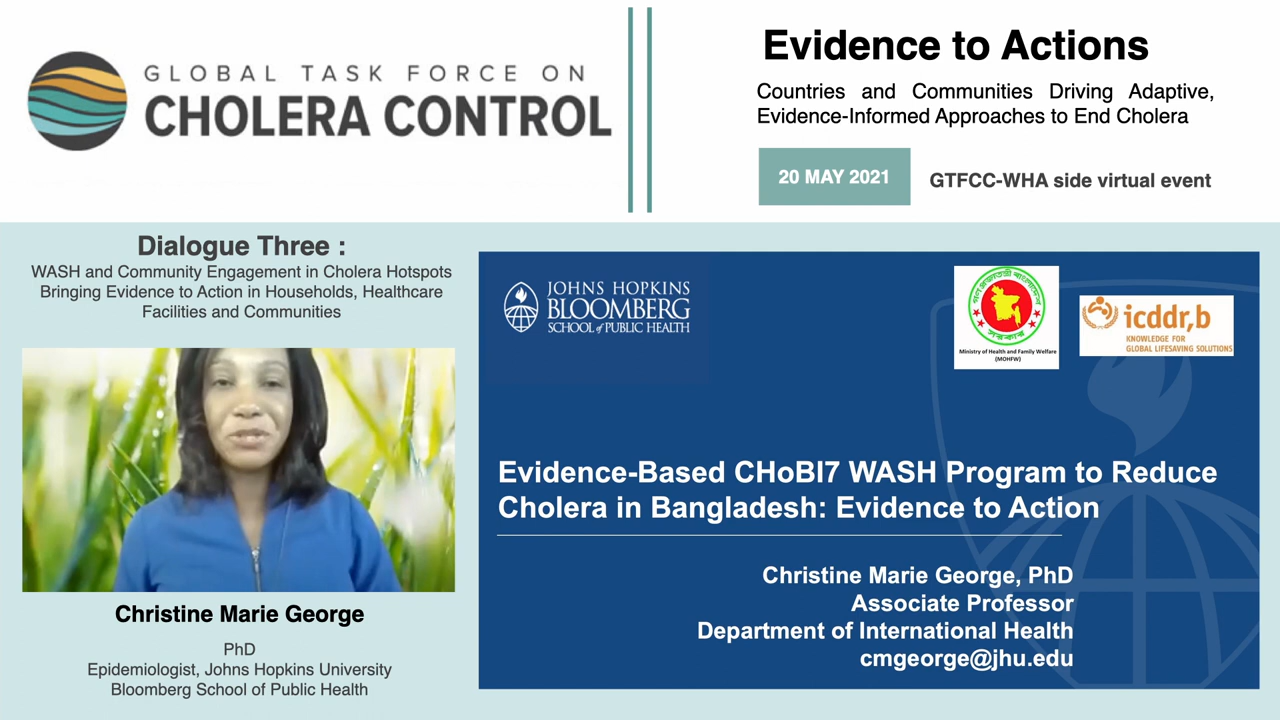 GLOBAL TASK FORCE ON
CHOLERA CONTROL
Evidence to Actions
Countries and Communities Driving Adaptive,
Evidence-Informed Approaches to End Cholera
20 MAY 2021
GTFCC-WHA side virtual event
Dialogue Three :
WASH and Community Engagement in Cholera Hotspots
Bringing Evidence to Action in Households, Healthcare
Facilities and Communities
Christine Marie George
PhD
Epidemiologist, Johns Hopkins University
Bloomberg School of Public Health
JOHNS HOPKINS
BLOOMBERG
SCHOOL of PUBLIC HEALTH
গণপ্রজাতন্ত্রী বাংলাদেশ
সরকার
Ministry of Health and Family Welfare
(MOHFW)
icddr,b
KNOWLEDGE FOR
GLOBAL LIFESAVING SOLUTIONS
Evidence-Based CHoBI7 WASH Program to Reduce
Cholera in Bangladesh: Evidence to Action
Christine Marie George, PhD
Associate Professor
Department of International Health
cmgeorge@jhu.edu